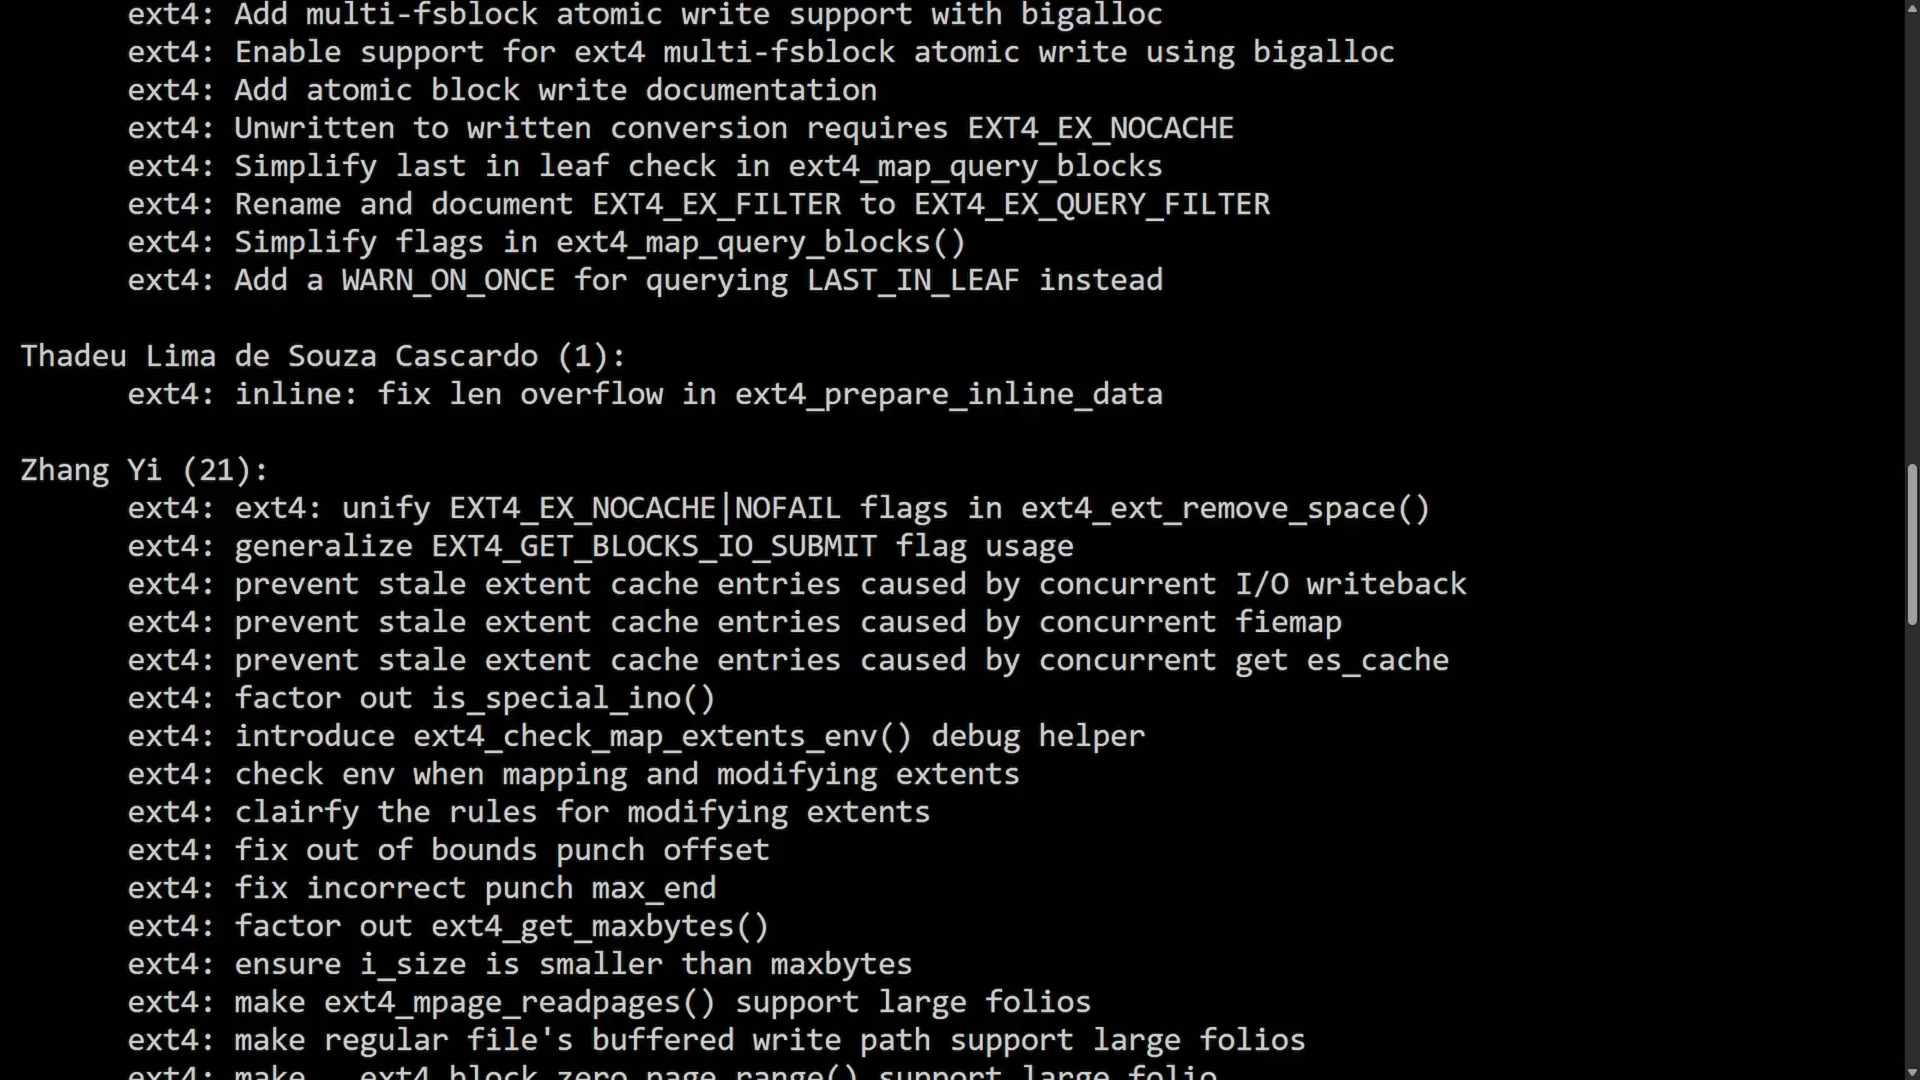 ext4: Add multi-fsblock atomic write support with bigalloc
ext4: Enable support for ext4 multi-fsblock atomic write using bigalloc
ext4: Add atomic block write documentation
ext4: Unwritten to written conversion requires EXT4_EX_NOCACHE
ext4: Simplify last in leaf check in ext4_map_query_blocks
ext4: Rename and document EXT4_EX_FILTER to EXT4_EX_QUERY_FILTER
ext4: Simplify flags in ext4_map_query_blocks()
ext4: Add a WARN_ON_ONCE for querying LAST_IN_LEAF instead
Thadeu Lima de Souza Cascardo (1):
ext4: inline: fix len overflow in ext4_prepare_inline_data
Zhang Yi (21):
ext4: ext4: unify EXT4_EX_NOCACHE|NOFAIL flags in ext4_ext_remove_space()
ext4: generalize EXT4_GET_BLOCKS_IO_SUBMIT flag usage
ext4: prevent stale extent cache entries caused by concurrent I/O writeback
ext4: prevent stale extent cache entries caused by concurrent fiemap
ext4: prevent stale extent cache entries caused by concurrent get es_cache
ext4: factor out is_special_ino()
ext4: introduce ext4_check_map_extents_env() debug helper
ext4: check env when mapping and modifying extents
ext4: clairfy the rules for modifying extents
ext4: fix out of bounds punch offset
ext4: fix incorrect punch max_end
ext4: factor out ext4_get_maxbytes()
ext4: ensure i_size is smaller than maxbytes
ext4: make ext4_mpage_readpages() support large folios
ext4: make regular file's buffered write path support large folios
ext4: make __ext4_block_zero_page_range() support large folio